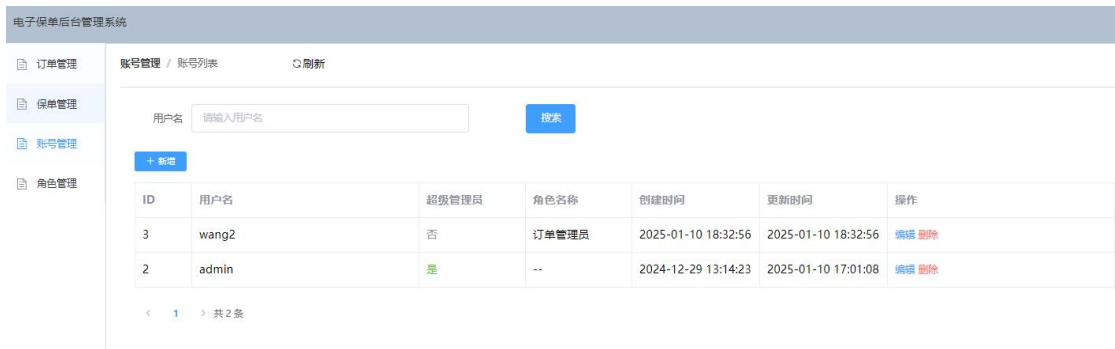 电子保单后台管理系统
订单管理
保单管理
账号管理
角色管理
账号管理 / 账号列表 刷新
用户名 请输入用户名 搜索
+ 新增
ID 用户名 超级管理员 角色名称 创建时间 更新时间 操作
3 wang2 否 订单管理员 2025-01-10 18:32:56 2025-01-10 18:32:56 编辑 删除
2 admin 是 -- 2024-12-29 13:14:23 2025-01-10 17:01:08 编辑 删除
< 1 > 共 2 条